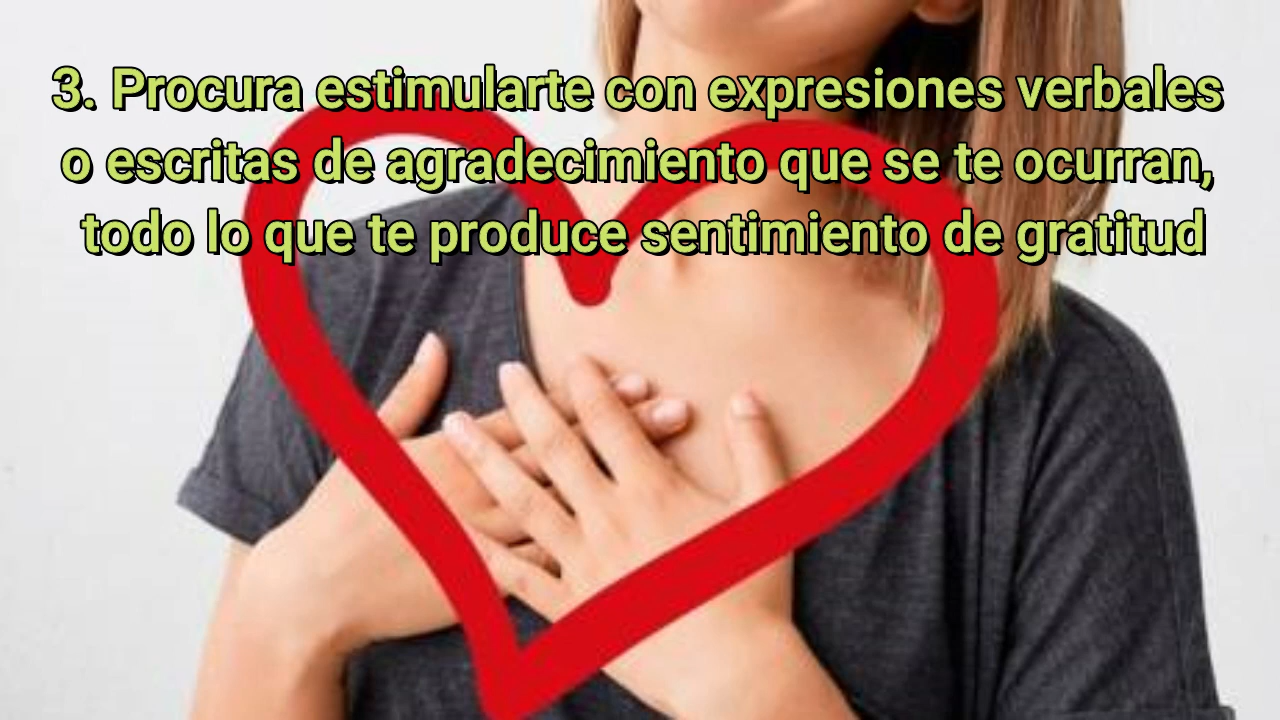 3. Procura estimularte con expresiones verbales
o escritas de agradecimiento que se te ocurran,
todo lo que te produce sentimiento de gratitud